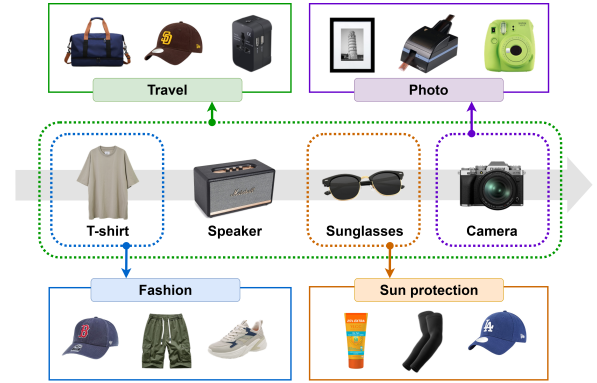 Travel
Photo
T-shirt
Speaker
Sunglasses
Camera
Fashion
Sun protection